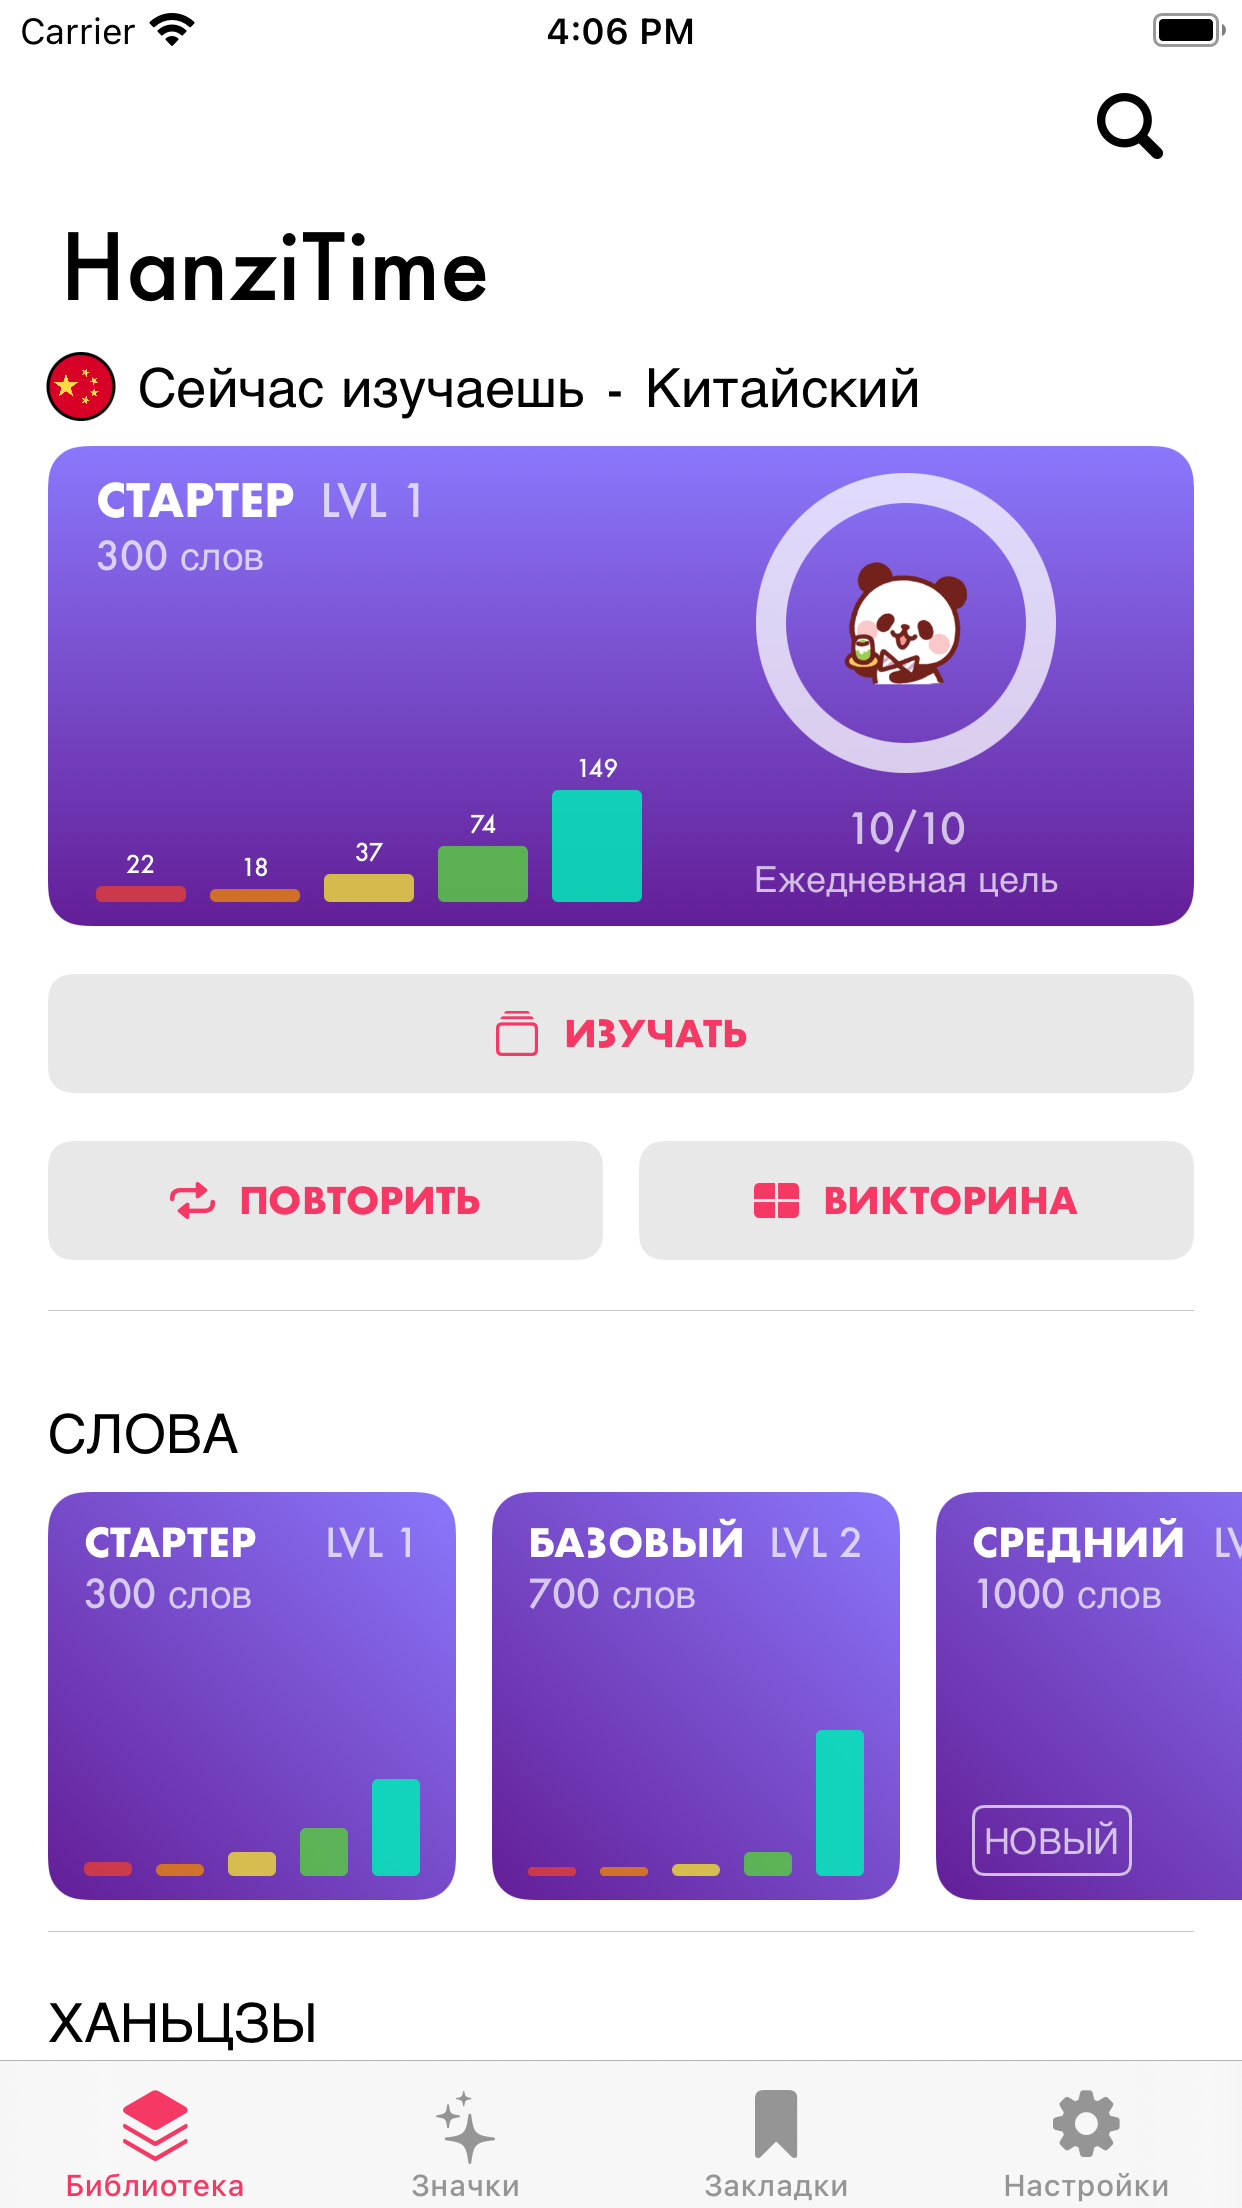 Carrier 4:06 PM
HanziTime
Сейчас изучаешь - Китайский
СТАРТЕР LVL 1
300 слов
22 18 37 74 149
10/10
Ежедневная цель
ИЗУЧАТЬ
ПОВТОРИТЬ
ВИКТОРИНА
СЛОВА
СТАРТЕР LVL 1
300 слов
БАЗОВЫЙ LVL 2
700 слов
СРЕДНИЙ LV
1000 слов
НОВЫЙ
ХАНЬЦЗЫ
Библиотека
Значки
Закладки
Настройки